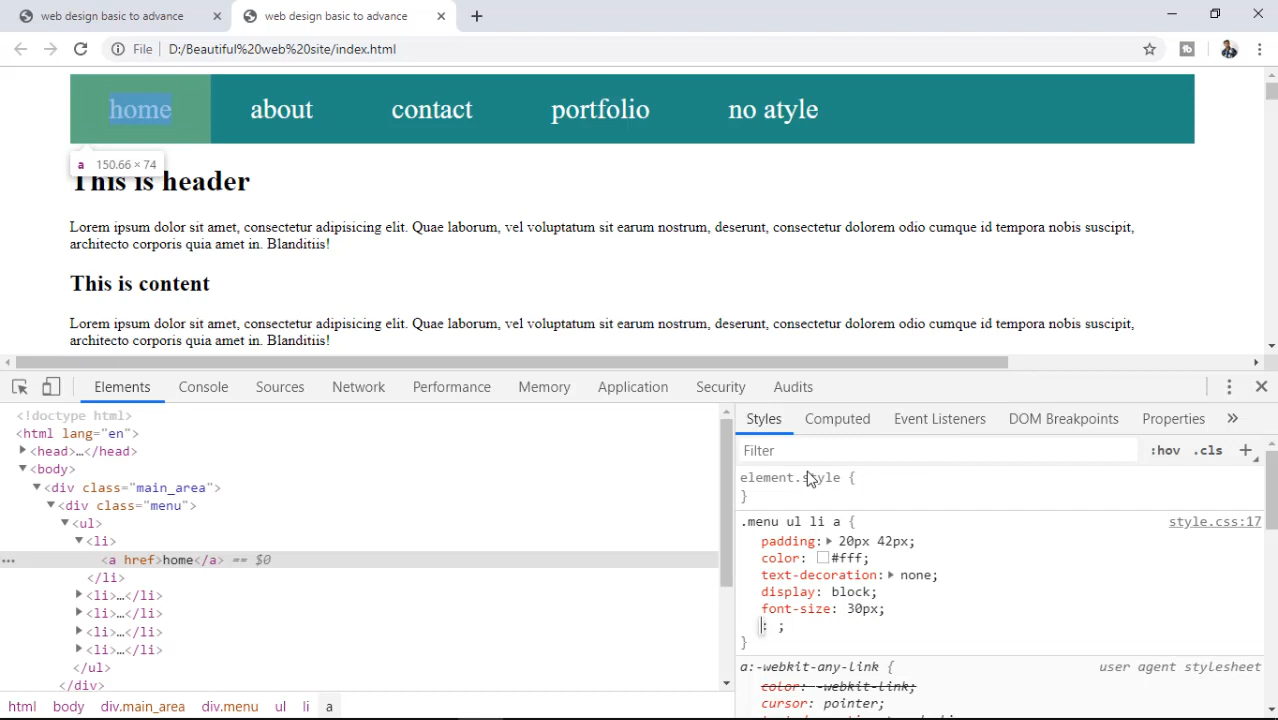 web design basic to advance
web design basic to advance
File D:/Beautiful%20web%20site/index.html
home about contact portfolio no atyle
a 150.66 × 74
This is header
Lorem ipsum dolor sit amet, consectetur adipisicing elit. Quae laborum, vel voluptatum sit earum nostrum, deserunt, consectetur dolorem odio cumque id tempora nobis suscipit,
architecto corporis quia amet in. Blanditiis!
This is content
Lorem ipsum dolor sit amet, consectetur adipisicing elit. Quae laborum, vel voluptatum sit earum nostrum, deserunt, consectetur dolorem odio cumque id tempora nobis suscipit,
architecto corporis quia amet in. Blanditiis!
Elements Console Sources Network Performance Memory Application Security Audits
<!doctype html>
<html lang="en">
<head>…</head>
<body>
<div class="main_area">
<div class="menu">
<ul>
<li>
<a href>home</a> == $0
</li>
<li>…</li>
<li>…</li>
<li>…</li>
<li>…</li>
</ul>
</div>
html body div.main_area div.menu ul li a
Styles Computed Event Listeners DOM Breakpoints Properties »
Filter :hov .cls +
element.style {
}
.menu ul li a { style.css:17
padding: 20px 42px;
color: #fff;
text-decoration: none;
display: block;
font-size: 30px;
: ;
}
a:-webkit-any-link { user agent stylesheet
color: -webkit-link;
cursor: pointer;